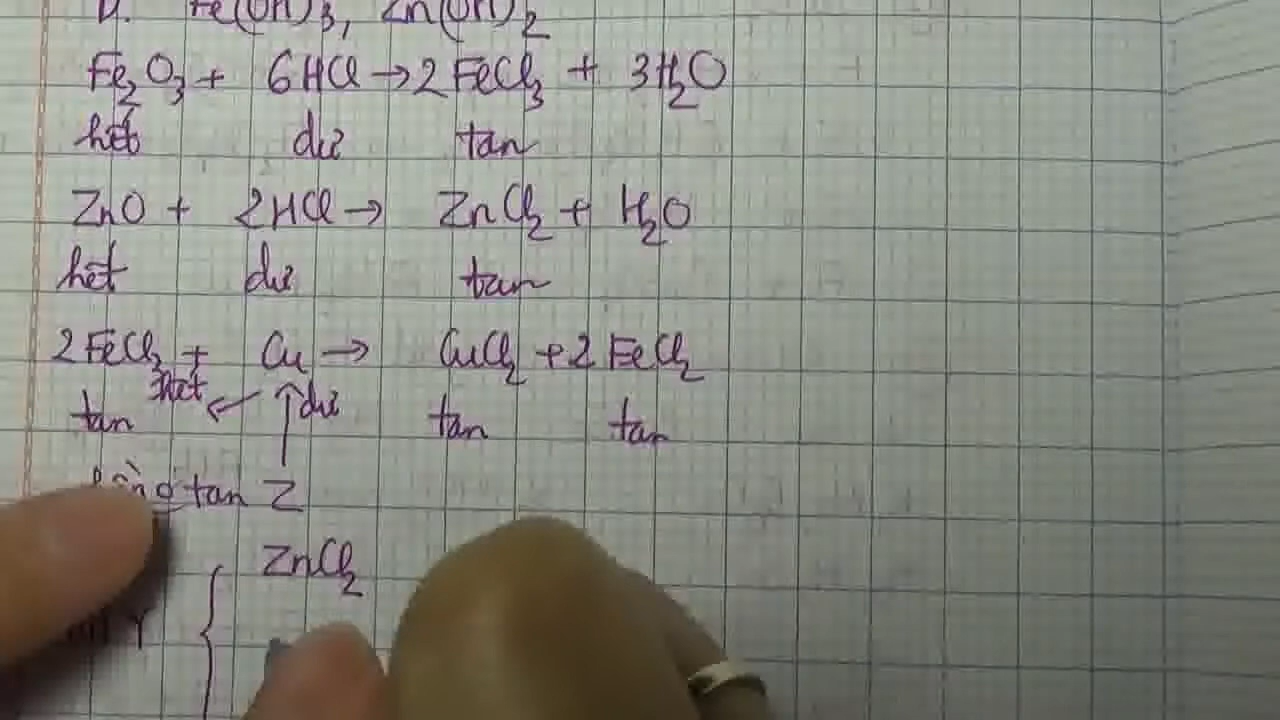 D. Fe(OH)3, Zn(OH)2
Fe2O3 + 6HCl → 2FeCl3 + 3H2O
hết dư tan
ZnO + 2HCl → ZnCl2 + H2O
hết dư tan
2FeCl3 + Cu → CuCl2 + 2FeCl2
tan hết ← dư tan tan
tan Z
ZnCl2
Y {